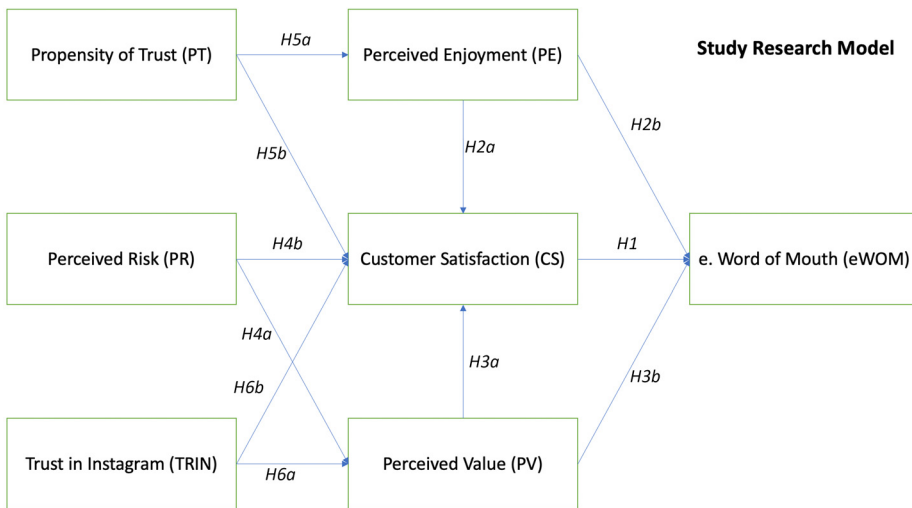 Propensity of Trust (PT)
H5a
Perceived Enjoyment (PE)
Study Research Model
H2b
H5b
H2a
Perceived Risk (PR)
H4b
Customer Satisfaction (CS)
H1
e. Word of Mouth (eWOM)
H4a
H6b
H3a
H3b
Trust in Instagram (TRIN)
H6a
Perceived Value (PV)